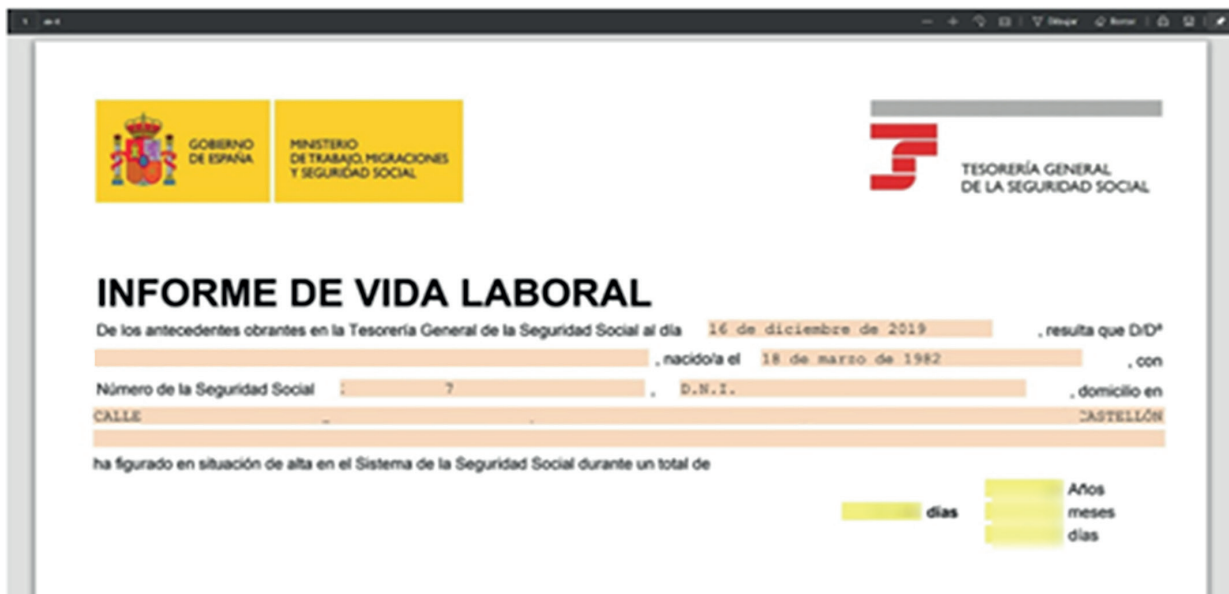 Dibujar Borrar
GOBIERNO
DE ESPAÑA
MINISTERIO
DE TRABAJO, MIGRACIONES
Y SEGURIDAD SOCIAL
TESORERÍA GENERAL
DE LA SEGURIDAD SOCIAL
INFORME DE VIDA LABORAL
De los antecedentes obrantes en la Tesorería General de la Seguridad Social al día 16 de diciembre de 2019 , resulta que D/Dª
, nacido/a el 18 de marzo de 1982 , con
Número de la Seguridad Social 7 , D.N.I. , domicilio en
CALLE CASTELLÓN
ha figurado en situación de alta en el Sistema de la Seguridad Social durante un total de
Años
días meses
días